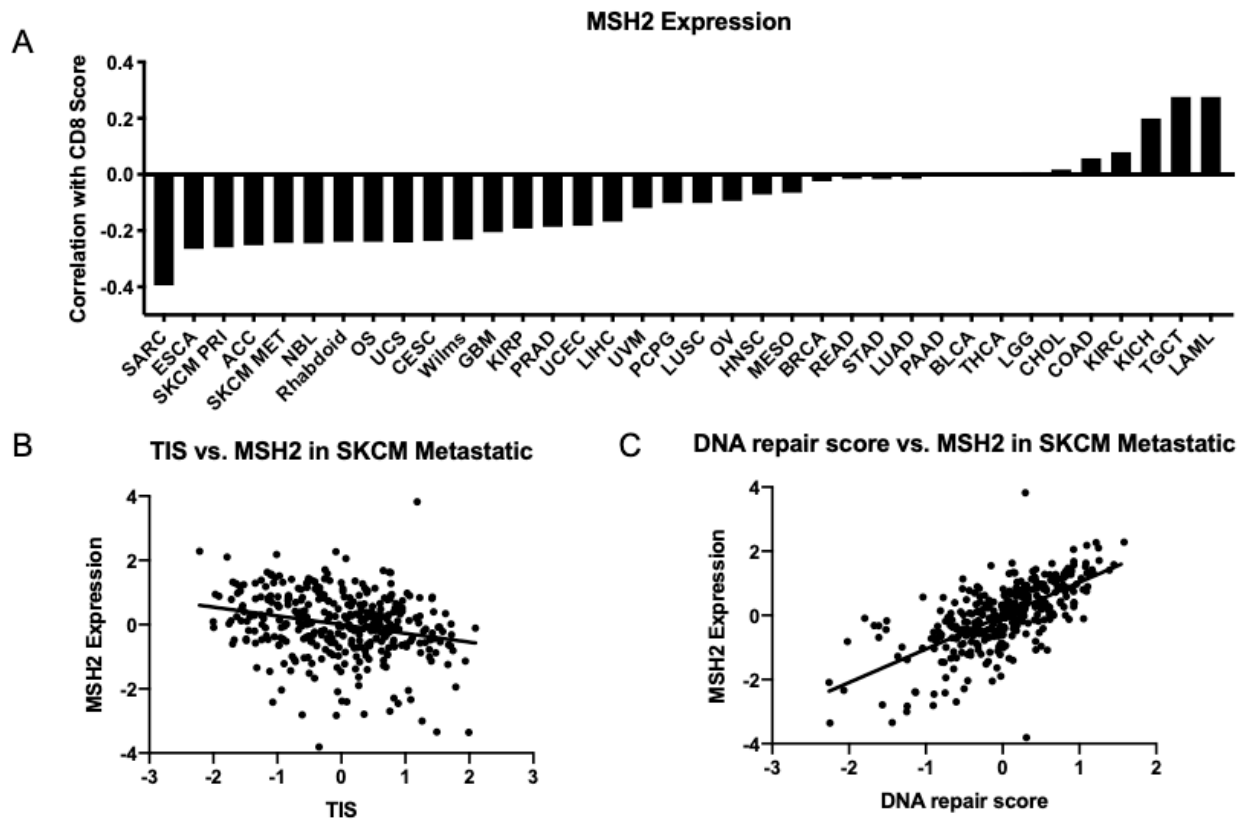 MSH2 Expression
A
Correlation with CD8 Score
0.4
0.2
0.0
-0.2
-0.4
SARC
ESCA
SKCM PRI
ACC
SKCM MET
NBL
Rhabdoid
OS
UCS
CESC
Wilms
GBM
KIRP
PRAD
UCEC
LIHC
UVM
PCPG
LUSC
OV
HNSC
MESO
BRCA
READ
STAD
LUAD
PAAD
BLCA
THCA
LGG
CHOL
COAD
KIRC
KICH
TGCT
LAML
B
TIS vs. MSH2 in SKCM Metastatic
MSH2 Expression
4
2
0
-2
-4
-3 -2 -1 0 1 2 3
TIS
C
DNA repair score vs. MSH2 in SKCM Metastatic
MSH2 Expression
4
2
0
-2
-4
-3 -2 -1 0 1 2
DNA repair score